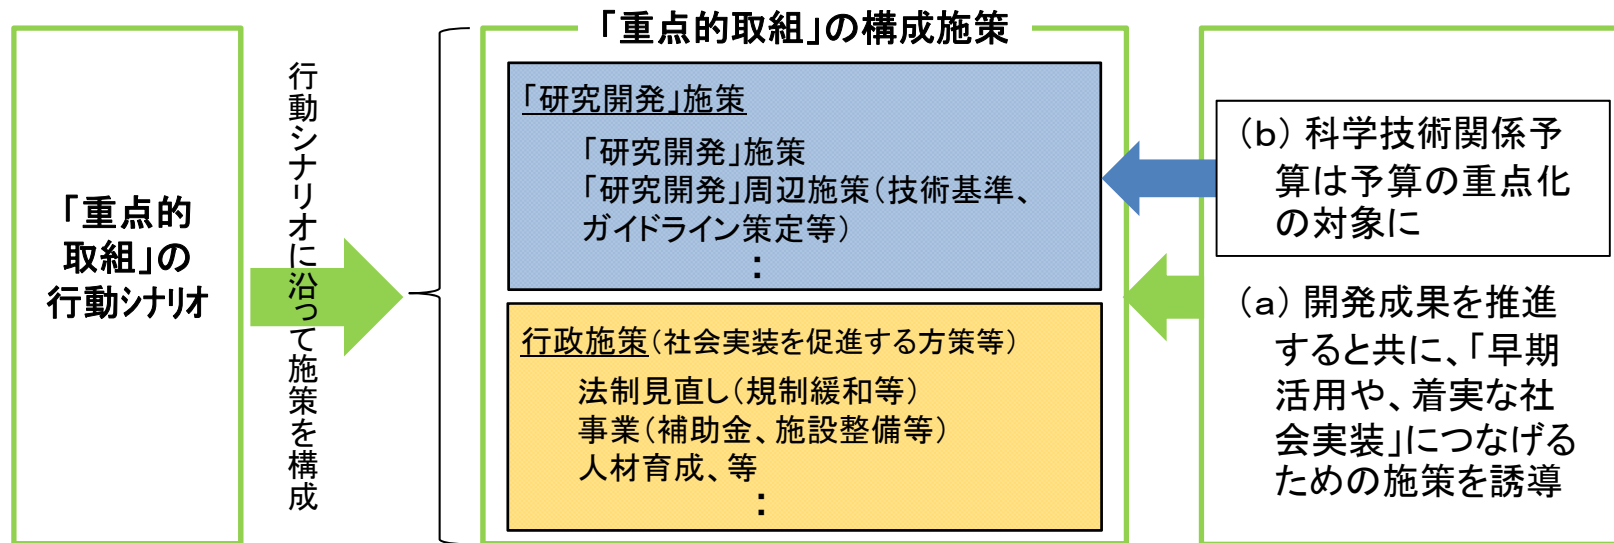 「重点的
取組」の
行動シナリオ
行動シナリオに沿って施策を構成
「重点的取組」の構成施策
「研究開発」施策
「研究開発」施策
「研究開発」周辺施策(技術基準、
ガイドライン策定等)
：
行政施策(社会実装を促進する方策等)
法制見直し(規制緩和等)
事業(補助金、施設整備等)
人材育成、等
：
(b) 科学技術関係予
算は予算の重点化
の対象に
(a) 開発成果を推進
すると共に、「早期
活用や、着実な社
会実装」につなげる
ための施策を誘導